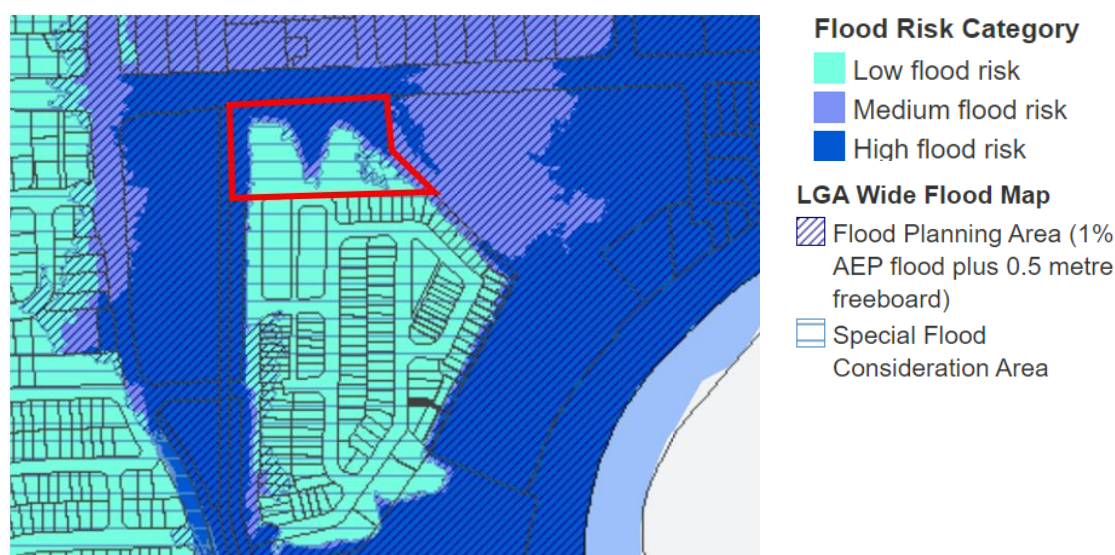 Flood Risk Category
Low flood risk
Medium flood risk
High flood risk
LGA Wide Flood Map
Flood Planning Area (1%
AEP flood plus 0.5 metre
freeboard)
Special Flood
Consideration Area